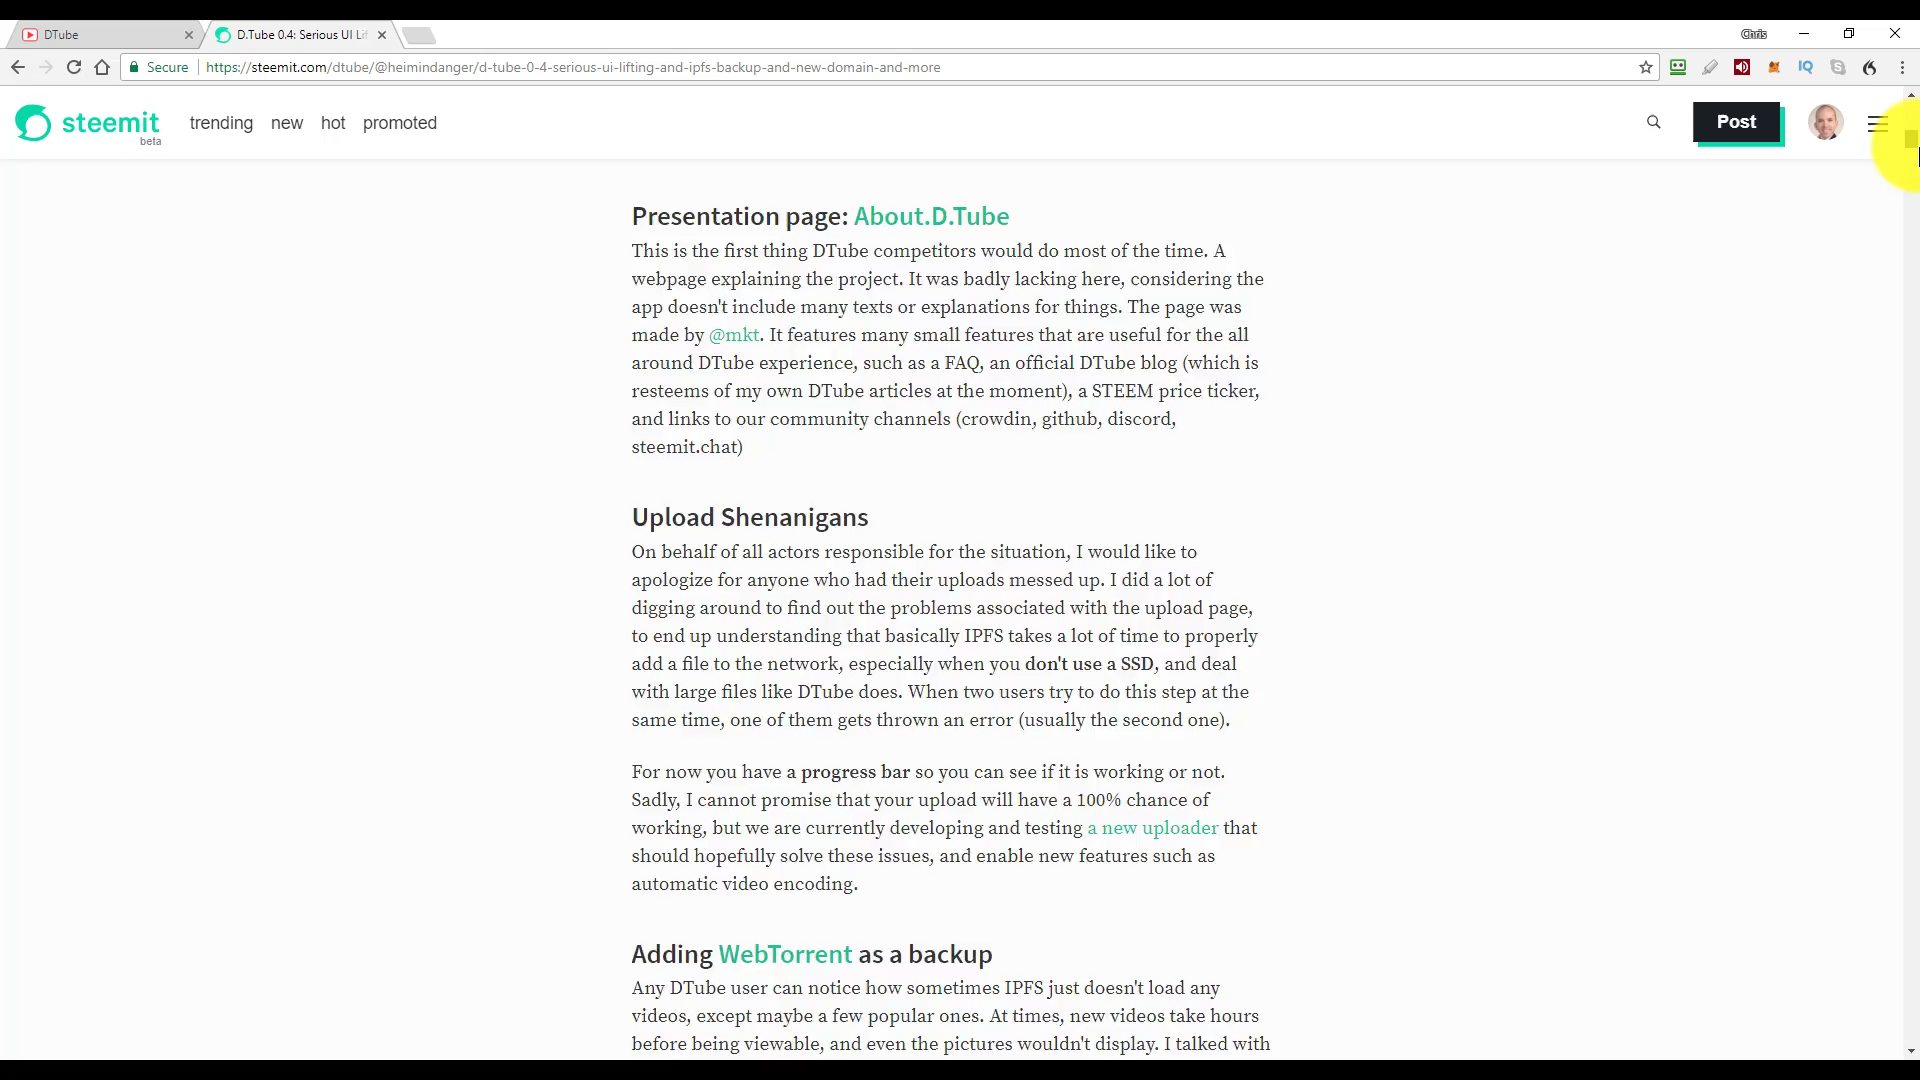 DTube
D.Tube 0.4: Serious UI Lif
Chris
Secure
https://steemit.com/dtube/@heimindanger/d-tube-0-4-serious-ui-lifting-and-ipfs-backup-and-new-domain-and-more
IQ
steemit
beta
trending
new
hot
promoted
Post
Presentation page: About.D.Tube
This is the first thing DTube competitors would do most of the time. A
webpage explaining the project. It was badly lacking here, considering the
app doesn't include many texts or explanations for things. The page was
made by @mkt. It features many small features that are useful for the all
around DTube experience, such as a FAQ, an official DTube blog (which is
resteems of my own DTube articles at the moment), a STEEM price ticker,
and links to our community channels (crowdin, github, discord,
steemit.chat)
Upload Shenanigans
On behalf of all actors responsible for the situation, I would like to
apologize for anyone who had their uploads messed up. I did a lot of
digging around to find out the problems associated with the upload page,
to end up understanding that basically IPFS takes a lot of time to properly
add a file to the network, especially when you don't use a SSD, and deal
with large files like DTube does. When two users try to do this step at the
same time, one of them gets thrown an error (usually the second one).
For now you have a progress bar so you can see if it is working or not.
Sadly, I cannot promise that your upload will have a 100% chance of
working, but we are currently developing and testing a new uploader that
should hopefully solve these issues, and enable new features such as
automatic video encoding.
Adding WebTorrent as a backup
Any DTube user can notice how sometimes IPFS just doesn't load any
videos, except maybe a few popular ones. At times, new videos take hours
before being viewable, and even the pictures wouldn't display. I talked with